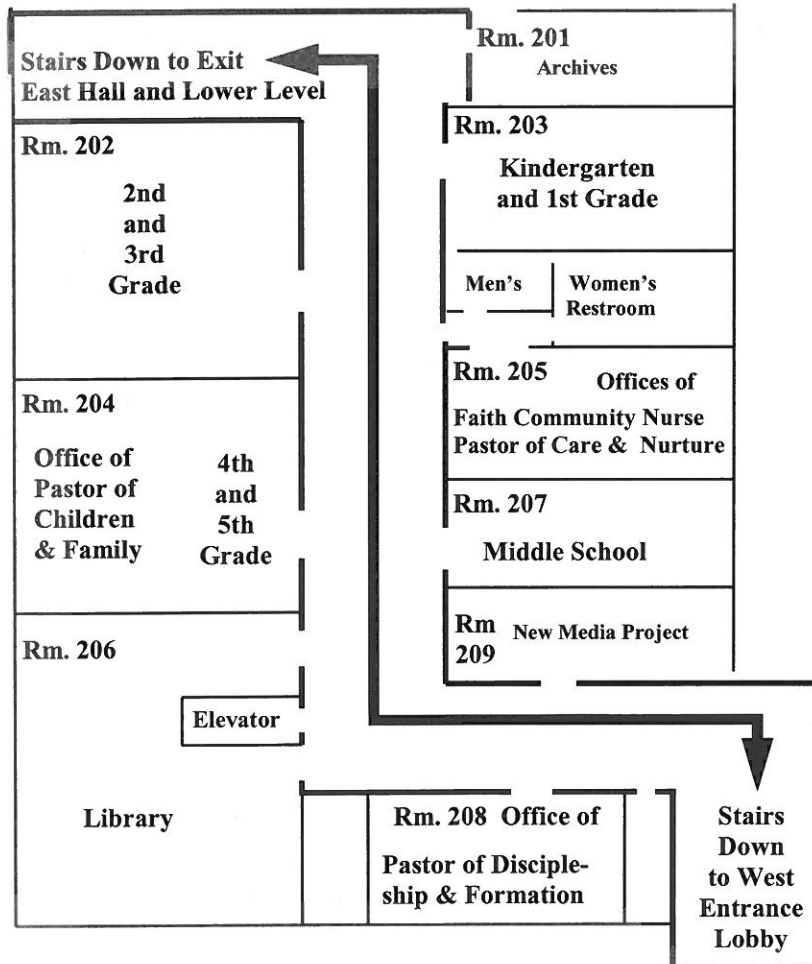 Stairs Down to Exit
East Hall and Lower Level
Rm. 201
Archives
Rm. 202
2nd
and
3rd
Grade
Rm. 203
Kindergarten
and 1st Grade
Men's
Women's
Restroom
Rm. 204
Office of
Pastor of
Children
& Family
4th
and
5th
Grade
Rm. 205 Offices of
Faith Community Nurse
Pastor of Care & Nurture
Rm. 207
Middle School
Rm
209
New Media Project
Rm. 206
Elevator
Library
Rm. 208 Office of
Pastor of Disciple-
ship & Formation
Stairs
Down
to West
Entrance
Lobby